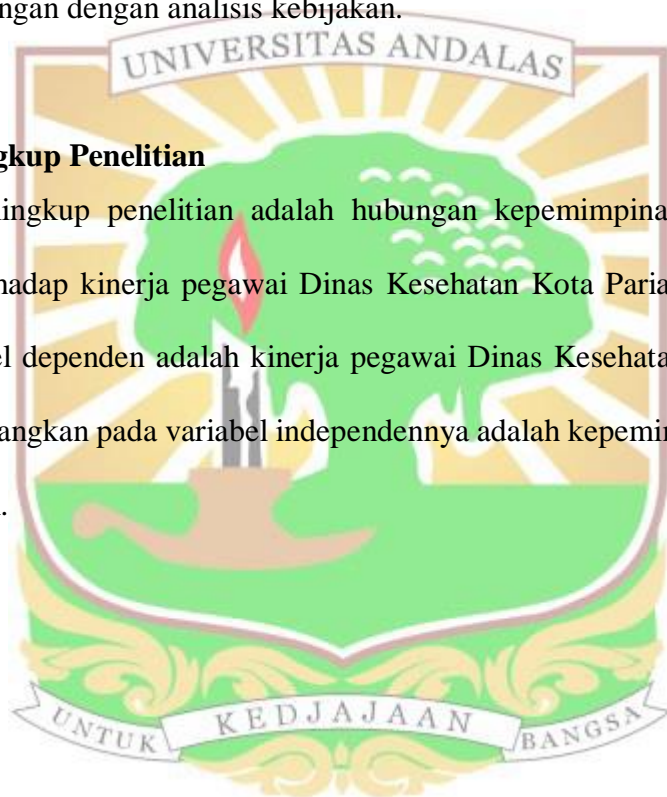 ngan dengan analisis kebijakan.
UNIVERSITAS ANDALAS
gkup Penelitian
lingkup penelitian adalah hubungan kepemimpina
hadap kinerja pegawai Dinas Kesehatan Kota Paria
el dependen adalah kinerja pegawai Dinas Kesehata
angkan pada variabel independennya adalah kepemi
.
UNTUK KEDJAJAAN BANGSA